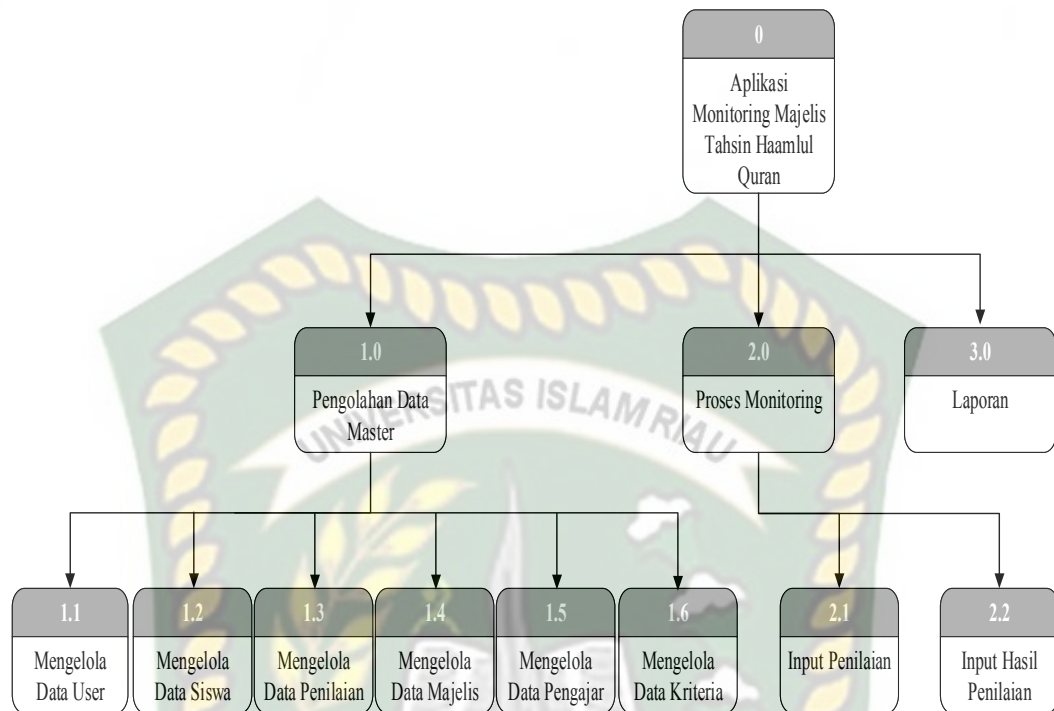 0
Aplikasi
Monitoring Majelis
Tahsin Haamlul
Quran
1.0
Pengolahan Data
Master
2.0
Proses Monitoring
3.0
Laporan
UNIVERSITAS ISLAM RIAU
1.1
Mengelola
Data User
1.2
Mengelola
Data Siswa
1.3
Mengelola
Data Penilaian
1.4
Mengelola
Data Majelis
1.5
Mengelola
Data Pengajar
1.6
Mengelola
Data Kriteria
2.1
Input Penilaian
2.2
Input Hasil
Penilaian